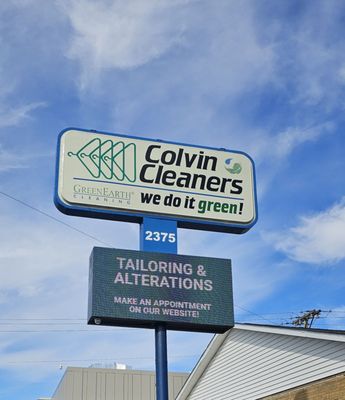 Colvin
Cleaners
GREENEARTH
CLEANING
we do it green!
2375
TAILORING &
ALTERATIONS
MAKE AN APPOINTMENT
ON OUR WEBSITE!